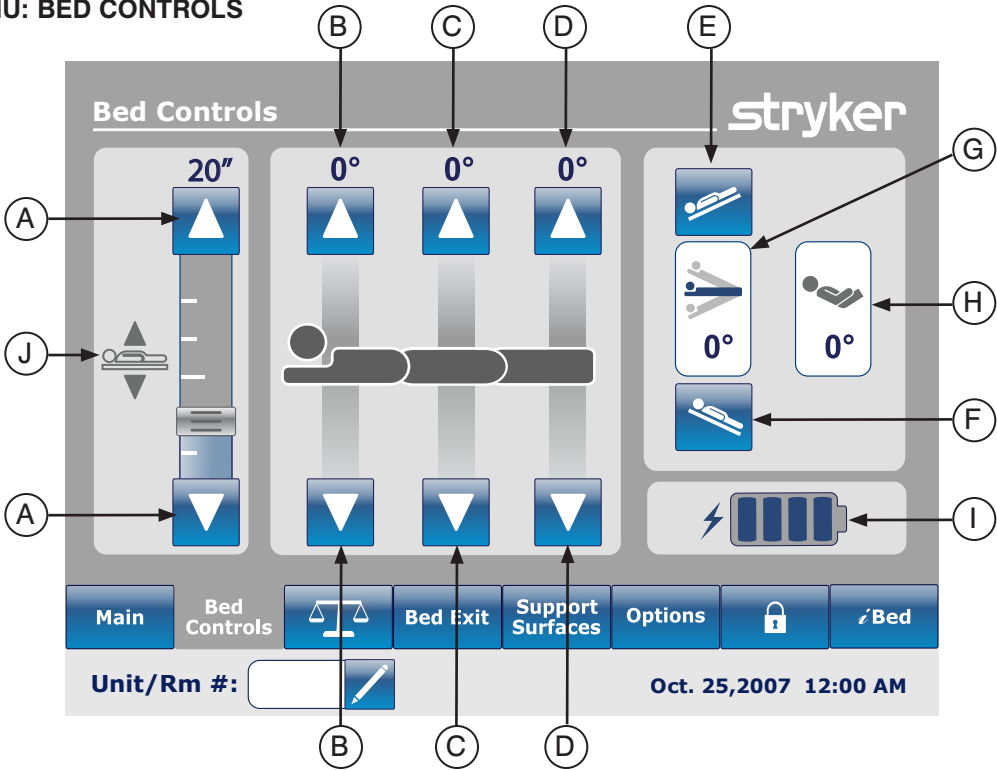 NU: BED CONTROLS
B C D E
Bed Controls stryker
20" 0° 0° 0°
G
A
0° 0°
H
J
F
A
I
Main Bed Controls Bed Exit Support Surfaces Options iBed
Unit/Rm #: Oct. 25,2007 12:00 AM
B C D